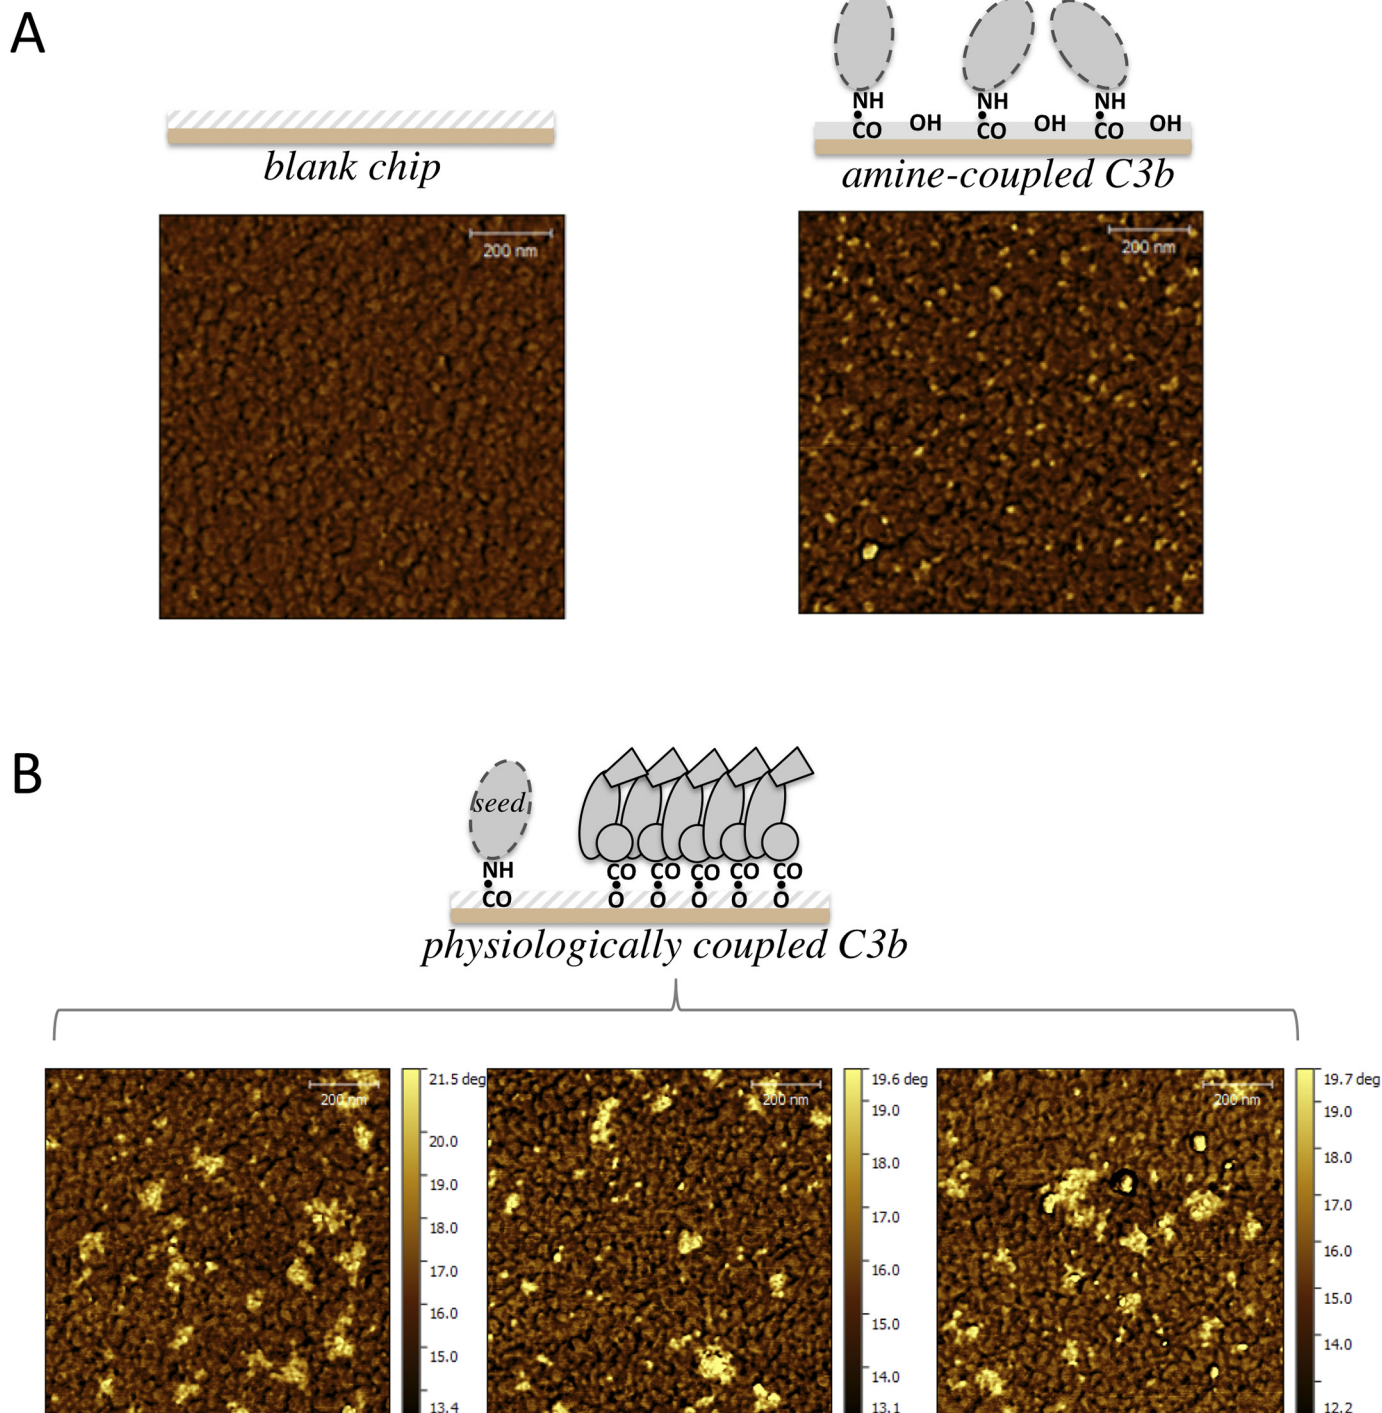 A
NH NH NH
CO OH CO OH CO OH
blank chip
amine-coupled C3b
200 nm
200 nm
B
seed
NH CO CO CO CO CO
CO O O O O O
physiologically coupled C3b
200 nm
21.5 deg
20.0
19.0
18.0
17.0
16.0
15.0
13.4
200 nm
19.6 deg
19.0
18.0
17.0
16.0
15.0
14.0
13.1
200 nm
19.7 deg
19.0
18.0
17.0
16.0
15.0
14.0
12.2